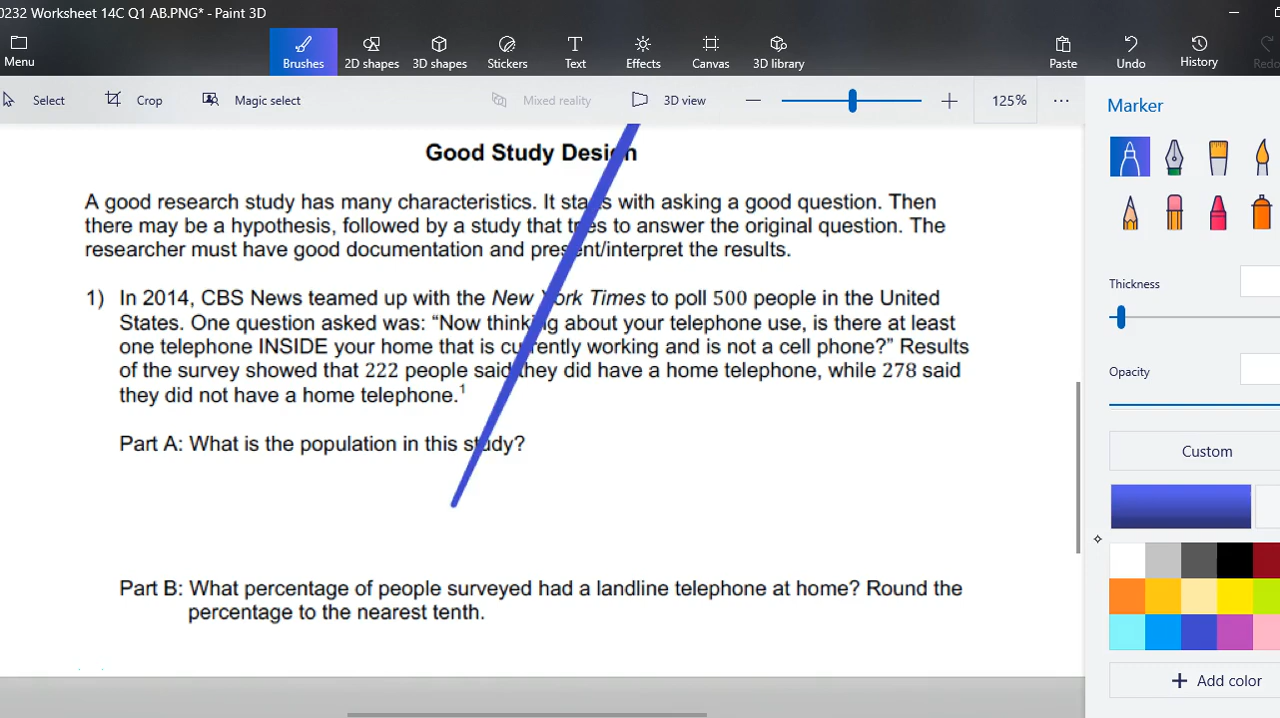 0232 Worksheet 14C Q1 AB.PNG* - Paint 3D
Menu
Brushes
2D shapes
3D shapes
Stickers
Text
Effects
Canvas
3D library
Paste
Undo
History
Redo
Select
Crop
Magic select
Mixed reality
3D view
125%
Marker
Good Study Design
A good research study has many characteristics. It starts with asking a good question. Then
there may be a hypothesis, followed by a study that tries to answer the original question. The
researcher must have good documentation and present/interpret the results.
1) In 2014, CBS News teamed up with the New York Times to poll 500 people in the United
States. One question asked was: “Now thinking about your telephone use, is there at least
one telephone INSIDE your home that is currently working and is not a cell phone?” Results
of the survey showed that 222 people said they did have a home telephone, while 278 said
they did not have a home telephone.1
Part A: What is the population in this study?
Part B: What percentage of people surveyed had a landline telephone at home? Round the
percentage to the nearest tenth.
Thickness
Opacity
Custom
+ Add color